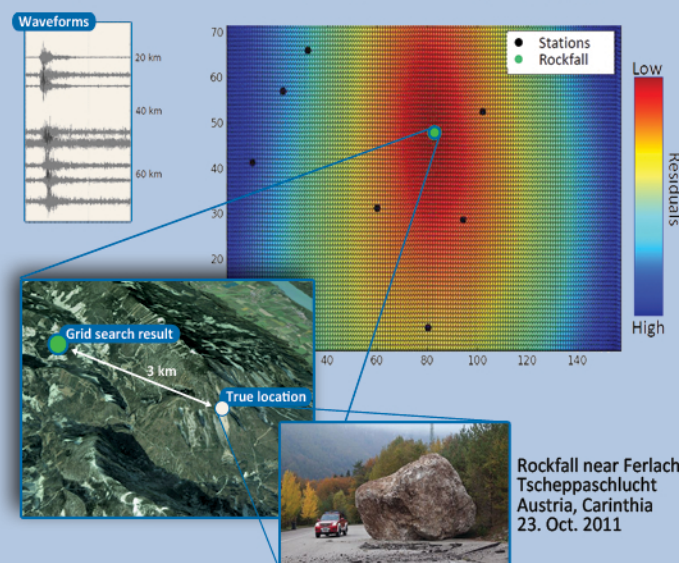 Waveforms
20 km
40 km
60 km
70
60
50
40
30
20
40 60 80 100 120 140
Stations
Rockfall
Low
Residuals
High
Grid search result
3 km
True location
Rockfall near Ferlach
Tscheppaschlucht
Austria, Carinthia
23. Oct. 2011